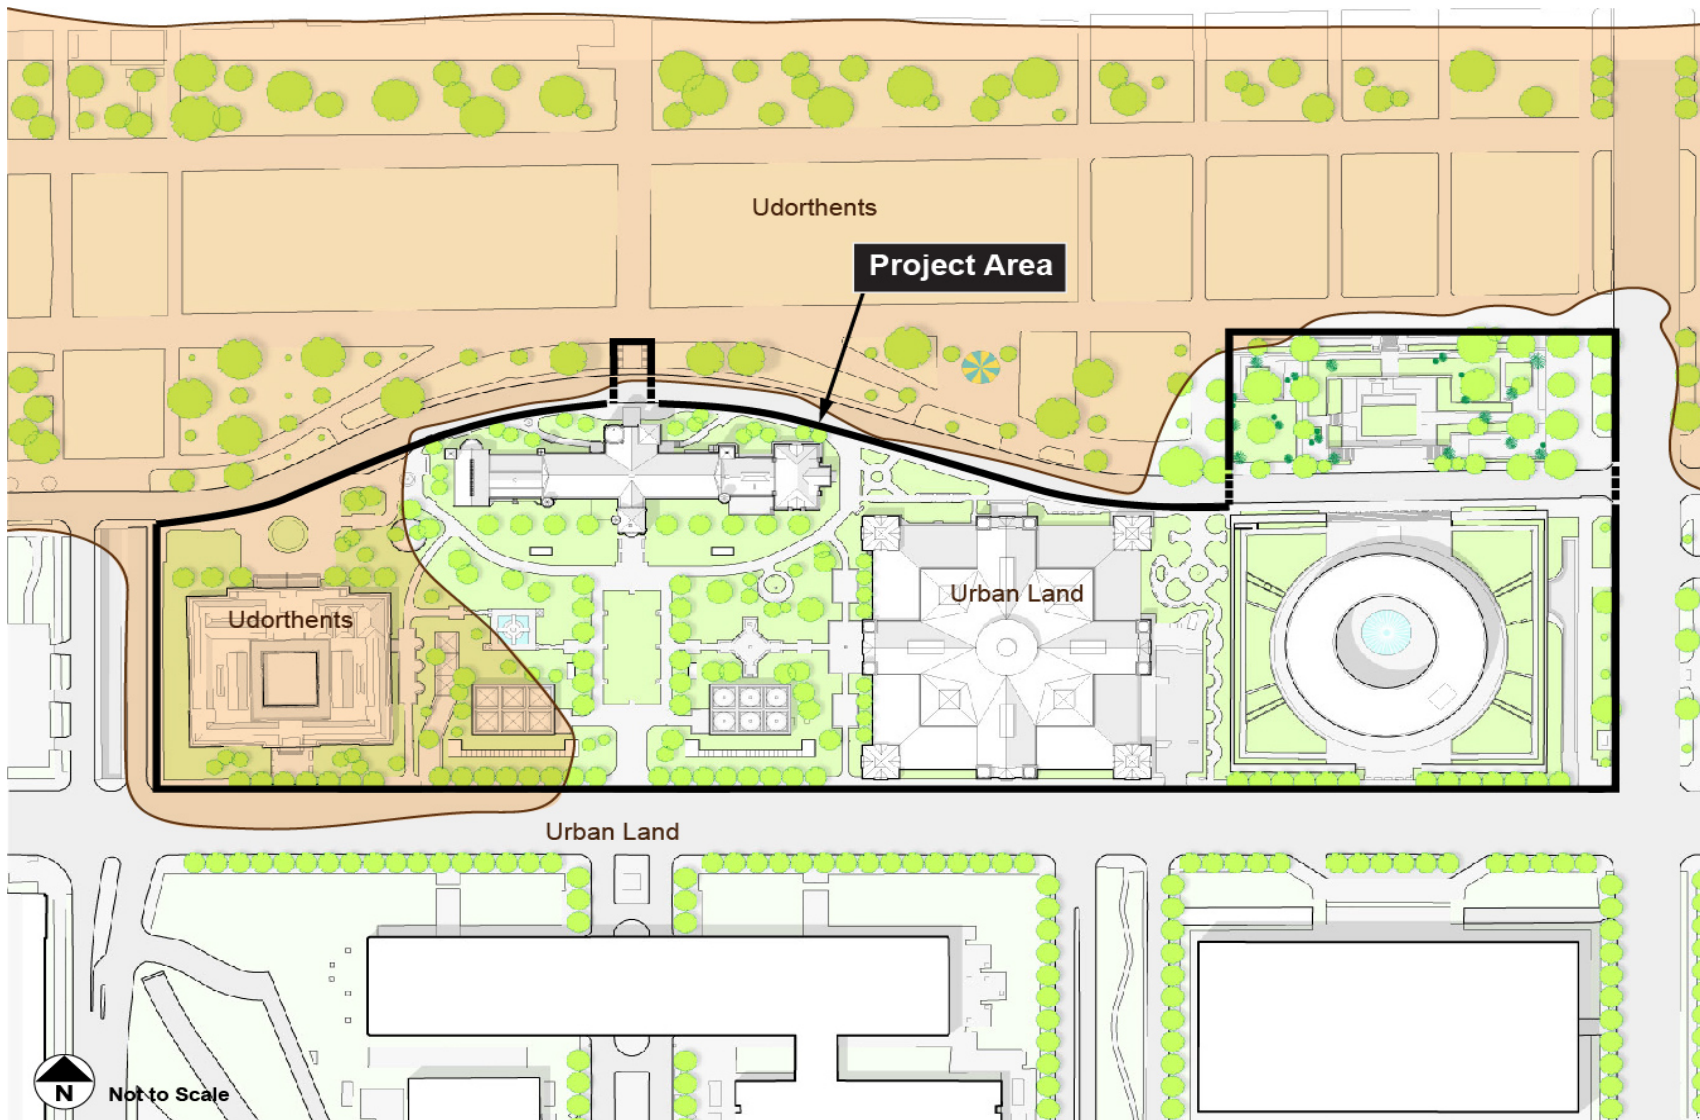 Udorthents
Project Area
Urban Land
Udorthents
Urban Land
N
Not to Scale